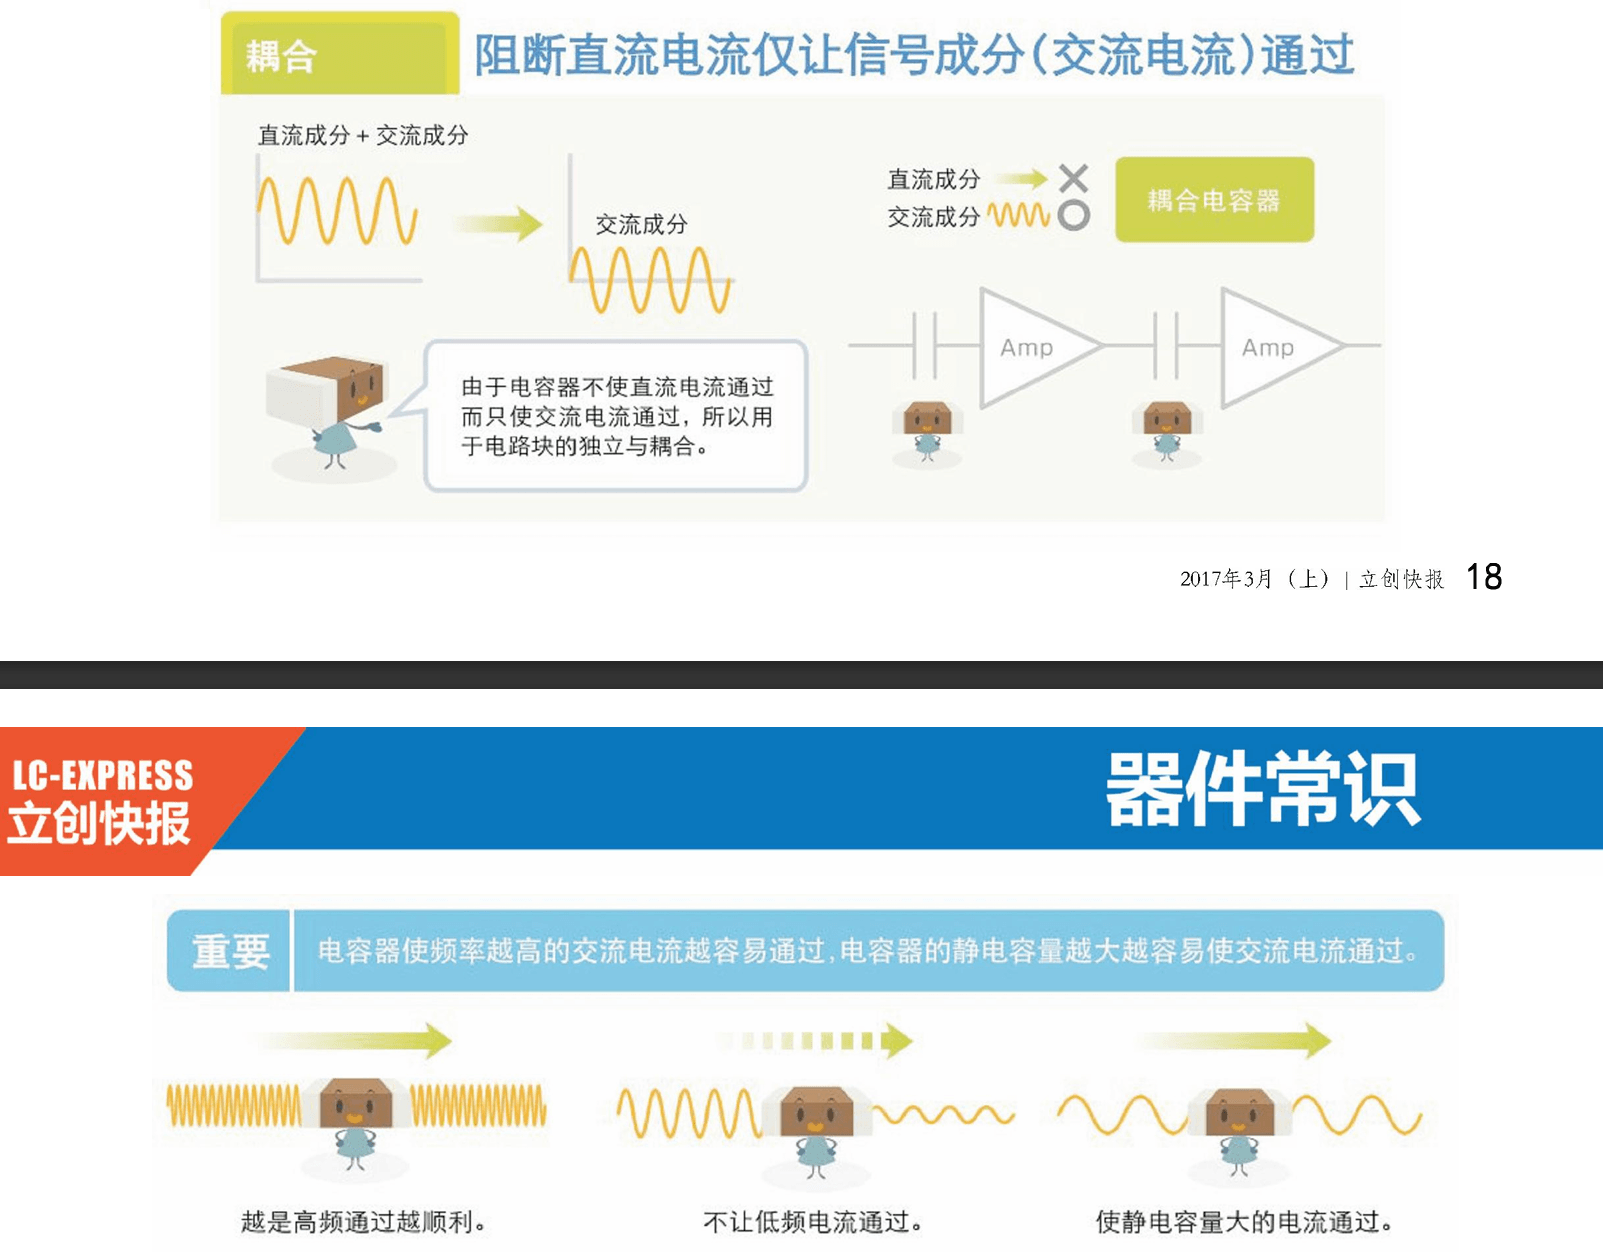 耦合
阻断直流电流仅让信号成分(交流电流)通过
直流成分+交流成分
交流成分
直流成分
交流成分
耦合电容器
Amp
Amp
由于电容器不使直流电流通过
而只使交流电流通过，所以用
于电路块的独立与耦合。
2017年3月（上）| 立创快报 18
LC-EXPRESS
立创快报
器件常识
重要
电容器使频率越高的交流电流越容易通过,电容器的静电容量越大越容易使交流电流通过。
越是高频通过越顺利。
不让低频电流通过。
使静电容量大的电流通过。